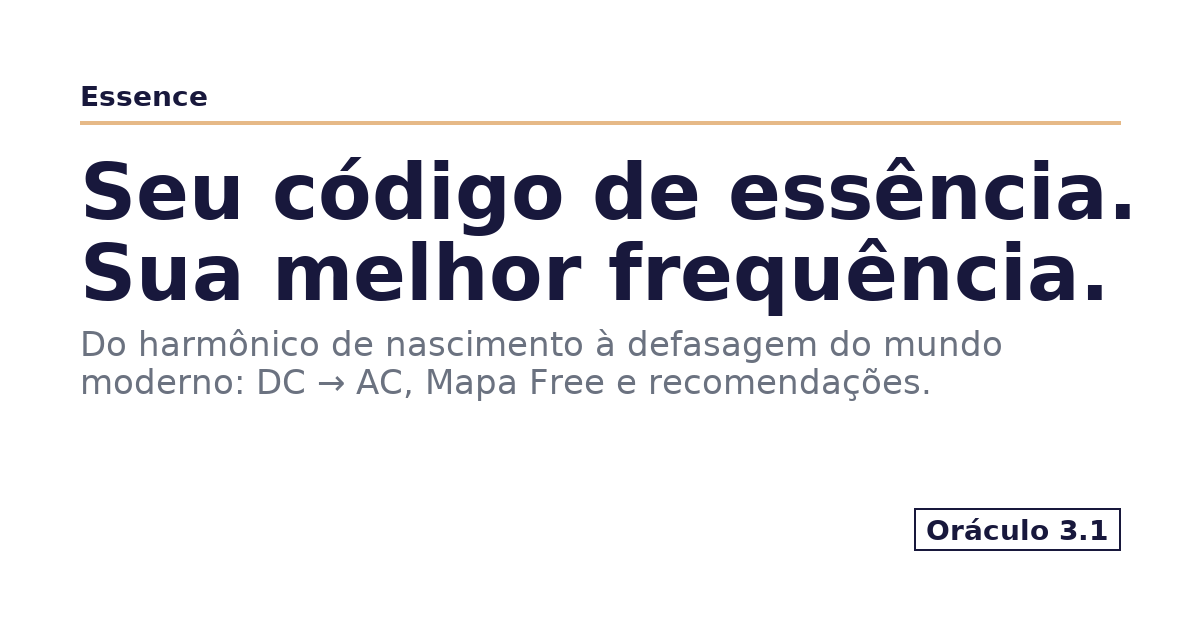 Essence
Seu código de essência.
Sua melhor frequência.
Do harmônico de nascimento à defasagem do mundo
moderno: DC → AC, Mapa Free e recomendações.
Oráculo 3.1